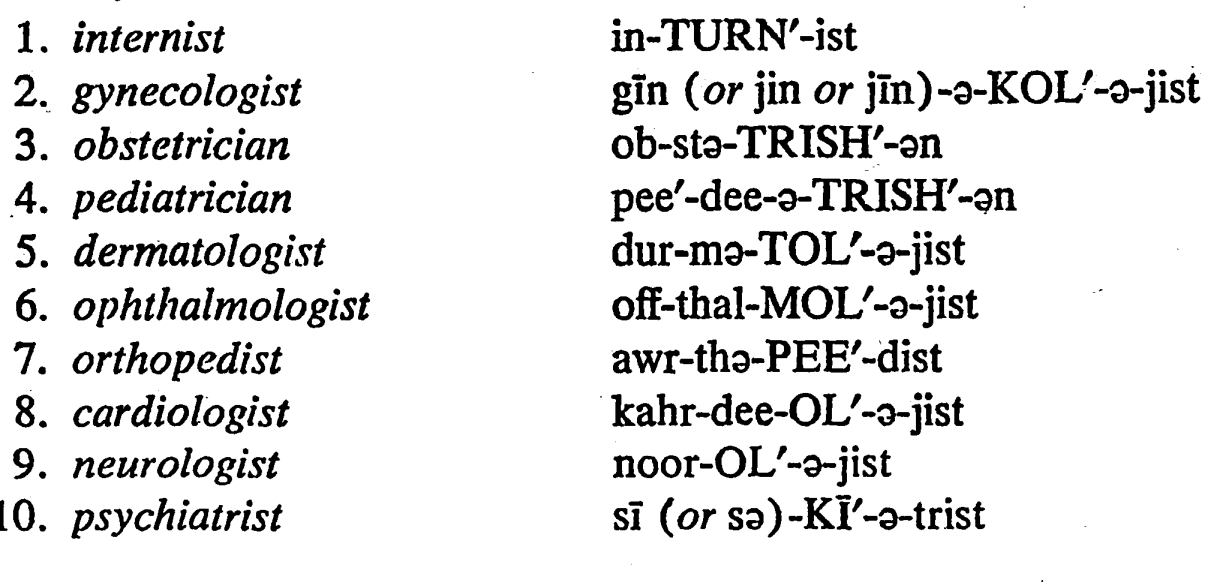 1. internist in-TURN′-ist
2. gynecologist gīn (or jin or jīn)-ə-KOL′-ə-jist
3. obstetrician ob-stə-TRISH′-ən
4. pediatrician pee′-dee-ə-TRISH′-ən
5. dermatologist dur-mə-TOL′-ə-jist
6. ophthalmologist off-thal-MOL′-ə-jist
7. orthopedist awr-thə-PEE′-dist
8. cardiologist kahr-dee-OL′-ə-jist
9. neurologist noor-OL′-ə-jist
10. psychiatrist sī (or sə)-KĪ′-ə-trist